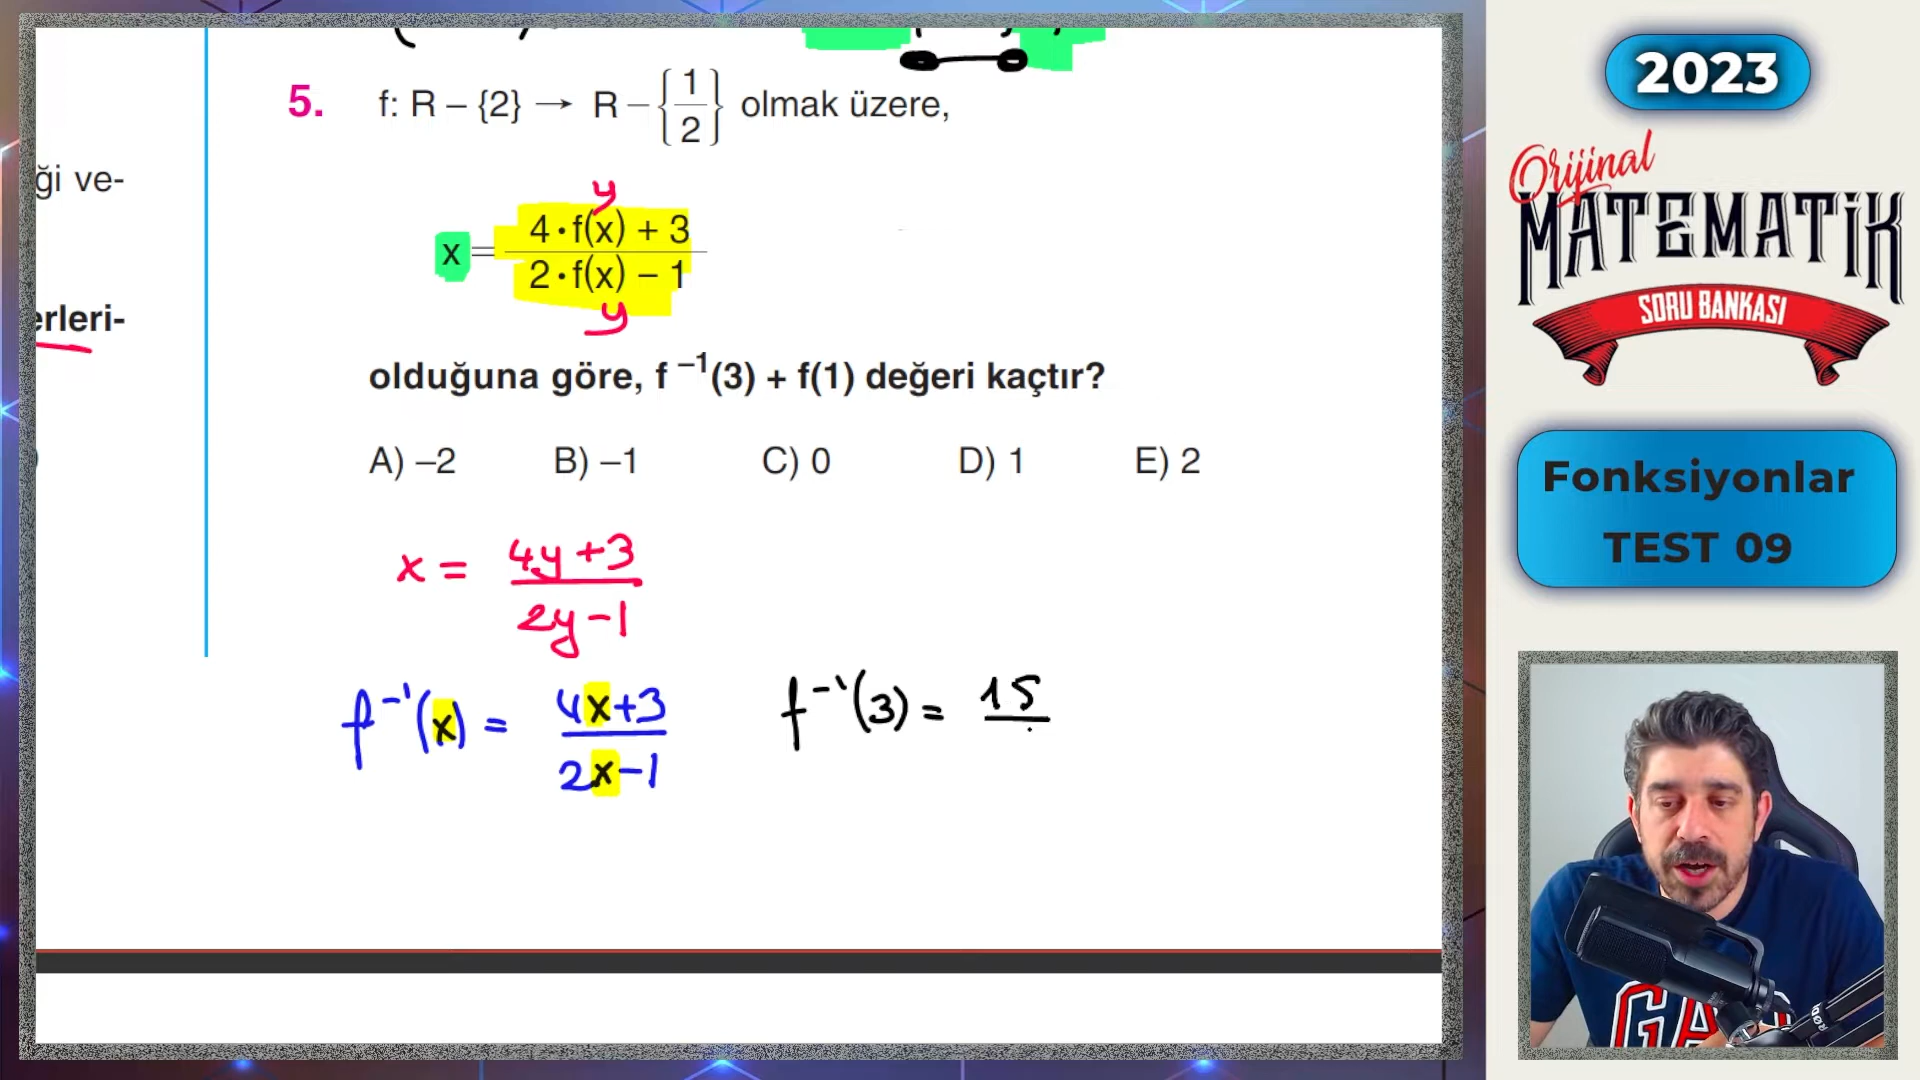 5. f: R – {2} → R – {1/2} olmak üzere,
ği ve-
y
x = (4·f(x) + 3)/(2·f(x) – 1)
y
erleri-
olduğuna göre, f⁻¹(3) + f(1) değeri kaçtır?
A) –2 B) –1 C) 0 D) 1 E) 2
x = (4y+3)/(2y-1)
f⁻¹(x) = (4x+3)/(2x-1)
f⁻¹(3) = 15
2023
Orijinal
MATEMATİK
SORU BANKASI
Fonksiyonlar
TEST 09